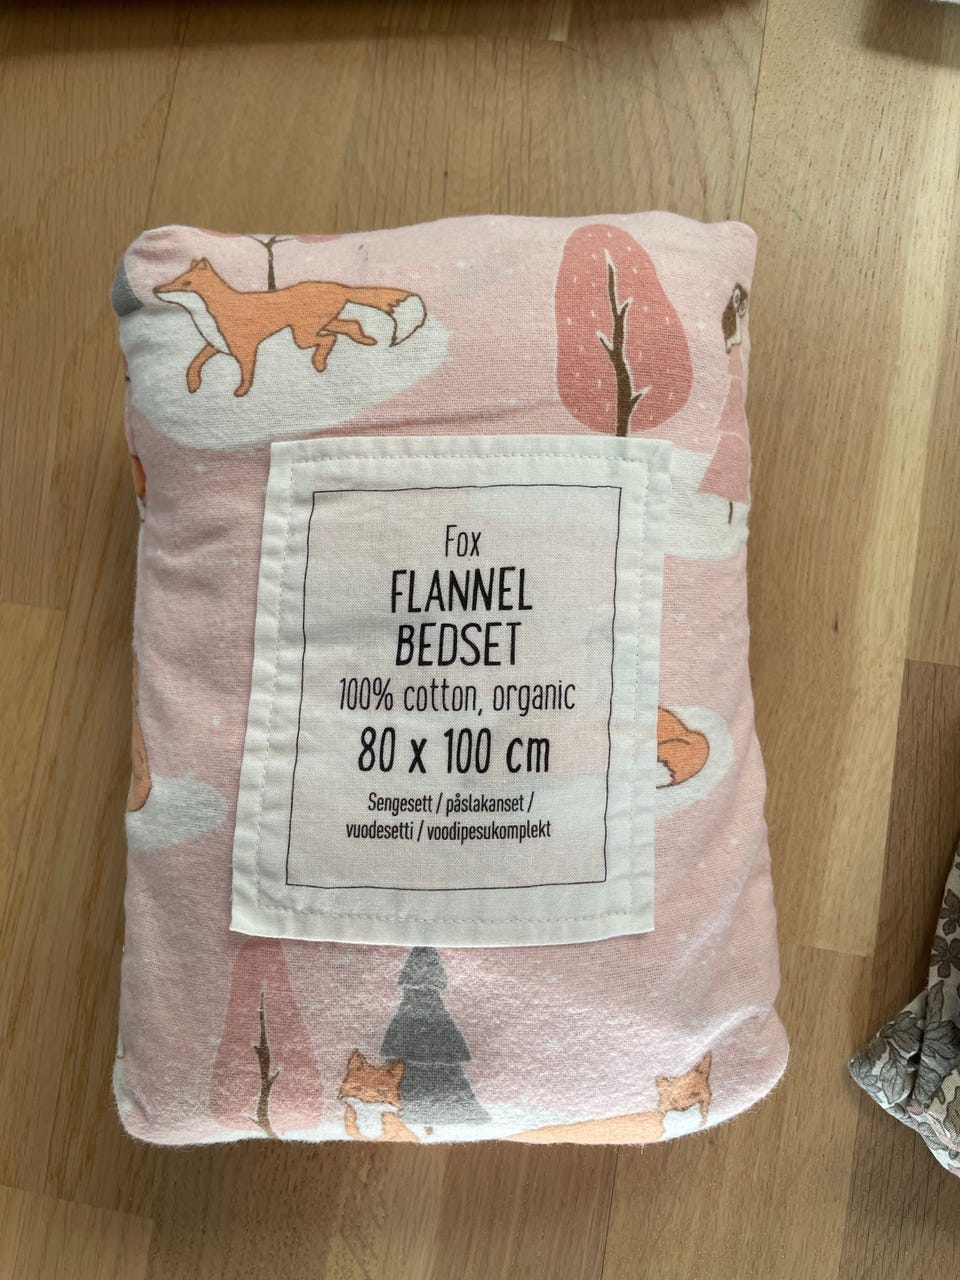 Fox
FLANNEL
BEDSET
100% cotton, organic
80 x 100 cm
Sengesett / påslakanset /
vuodesetti / voodipesukomplekt